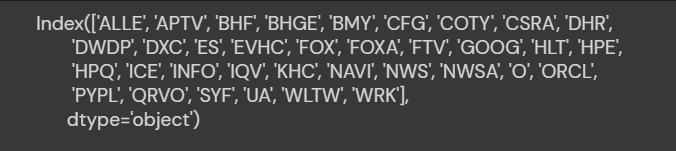 Index(['ALLE', 'APTV', 'BHF', 'BHGE', 'BMY', 'CFG', 'COTY', 'CSRA', 'DHR',
'DWDP', 'DXC', 'ES', 'EVHC', 'FOX', 'FOXA', 'FTV', 'GOOG', 'HLT', 'HPE',
'HPQ', 'ICE', 'INFO', 'IQV', 'KHC', 'NAVI', 'NWS', 'NWSA', 'O', 'ORCL',
'PYPL', 'QRVO', 'SYF', 'UA', 'WLTW', 'WRK'],
dtype='object')